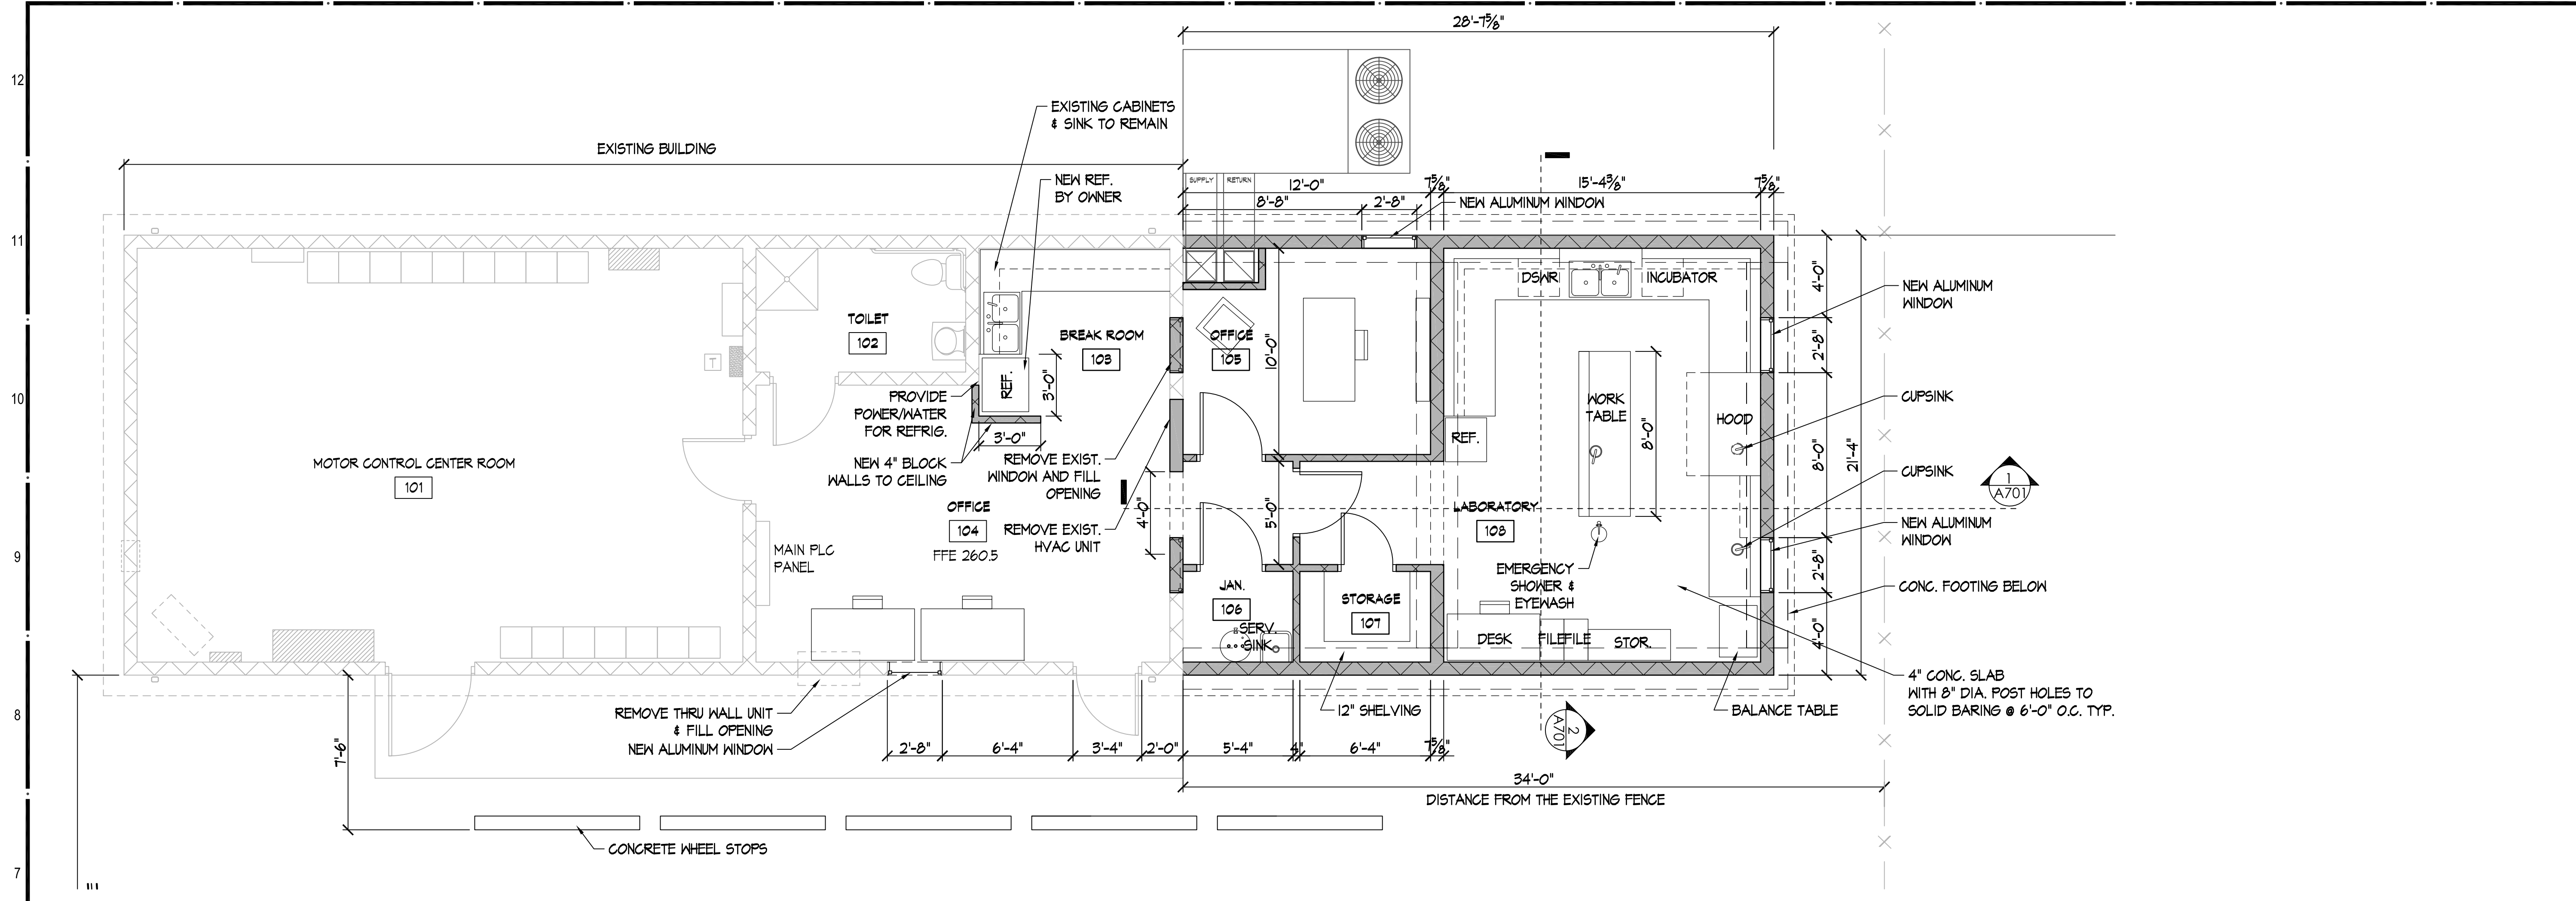 28'-7⅝"
12
EXISTING CABINETS
& SINK TO REMAIN
EXISTING BUILDING
NEW REF.
BY OWNER
SUPPLY
RETURN
12'-0"
7⅝"
15'-4⅜"
7⅝"
8'-8"
2'-8"
NEW ALUMINUM WINDOW
11
DSWR
INCUBATOR
4'-0"
NEW ALUMINUM
WINDOW
TOILET
102
BREAK ROOM
103
OFFICE
105
10'-0"
2'-8"
T
REF.
3'-0"
10
PROVIDE
POWER/WATER
FOR REFRIG.
WORK
TABLE
8'-0"
HOOD
CUPSINK
3'-0"
REF.
NEW 4" BLOCK
WALLS TO CEILING
REMOVE EXIST.
WINDOW AND FILL
OPENING
MOTOR CONTROL CENTER ROOM
101
8'-0"
21'-4"
CUPSINK
1
A701
OFFICE
104
FFE 260.5
REMOVE EXIST.
HVAC UNIT
4'-0"
5'-0"
LABORATORY
108
NEW ALUMINUM
WINDOW
9
MAIN PLC
PANEL
EMERGENCY
SHOWER &
EYEWASH
2'-8"
CONC. FOOTING BELOW
JAN.
106
STORAGE
107
SERV.
SINK
DESK
FILE
FILE
STOR.
4'-0"
4" CONC. SLAB
WITH 8" DIA. POST HOLES TO
SOLID BARING @ 6'-0" O.C. TYP.
8
REMOVE THRU WALL UNIT
& FILL OPENING
NEW ALUMINUM WINDOW
12" SHELVING
BALANCE TABLE
2
A701
7'-6"
2'-8"
6'-4"
3'-4"
2'-0"
5'-4"
4"
6'-4"
7⅝"
34'-0"
DISTANCE FROM THE EXISTING FENCE
CONCRETE WHEEL STOPS
7